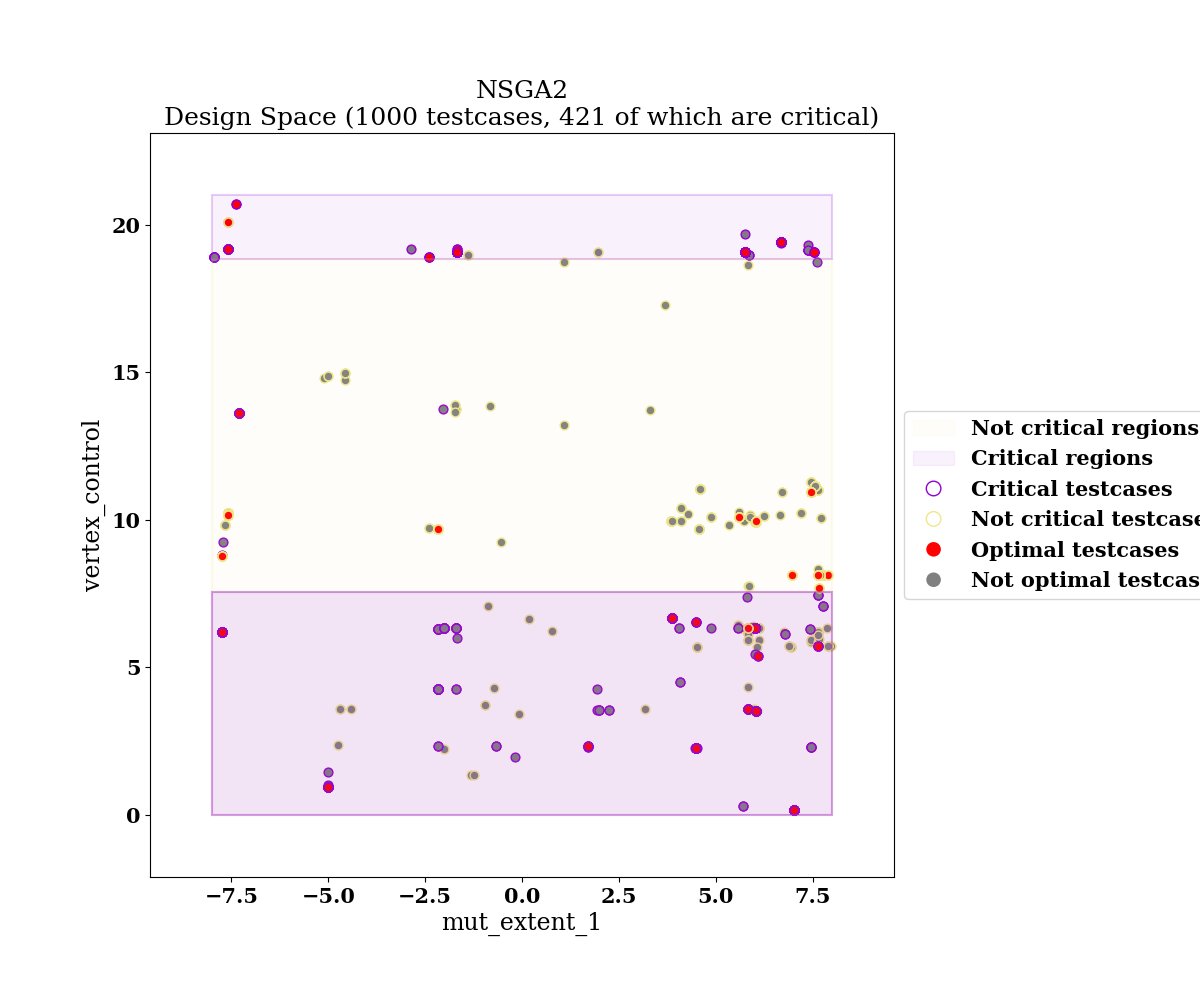 NSGA2
Design Space (1000 testcases, 421 of which are critical)
20
15
10
5
0
vertex_control
−7.5
−5.0
−2.5
0.0
2.5
5.0
7.5
mut_extent_1
Not critical regions
Critical regions
Critical testcases
Not critical testcase
Optimal testcases
Not optimal testcas